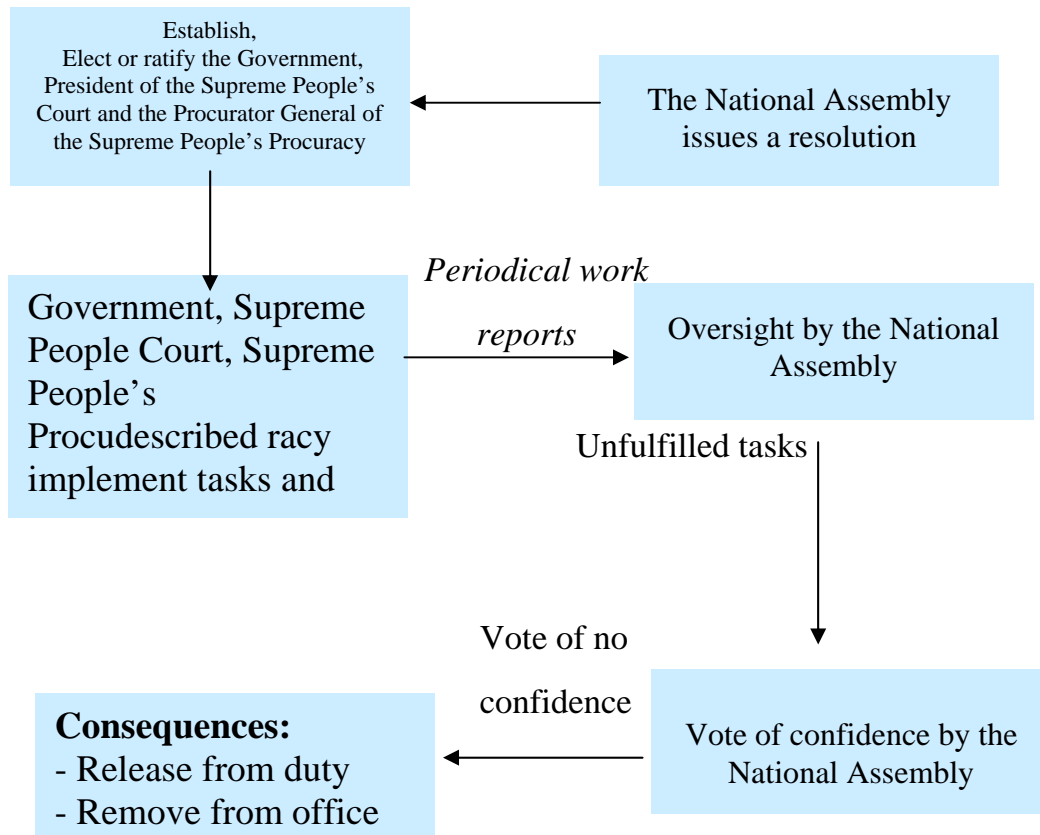 Establish,
Elect or ratify the Government,
President of the Supreme People's
Court and the Procurator General of
the Supreme People's Procuracy
The National Assembly
issues a resolution
Government, Supreme
People Court, Supreme
People's
Procudescribed racy
implement tasks and
Periodical work
reports
Oversight by the National
Assembly
Unfulfilled tasks
Vote of no
confidence
Vote of confidence by the
National Assembly
Consequences:
- Release from duty
- Remove from office